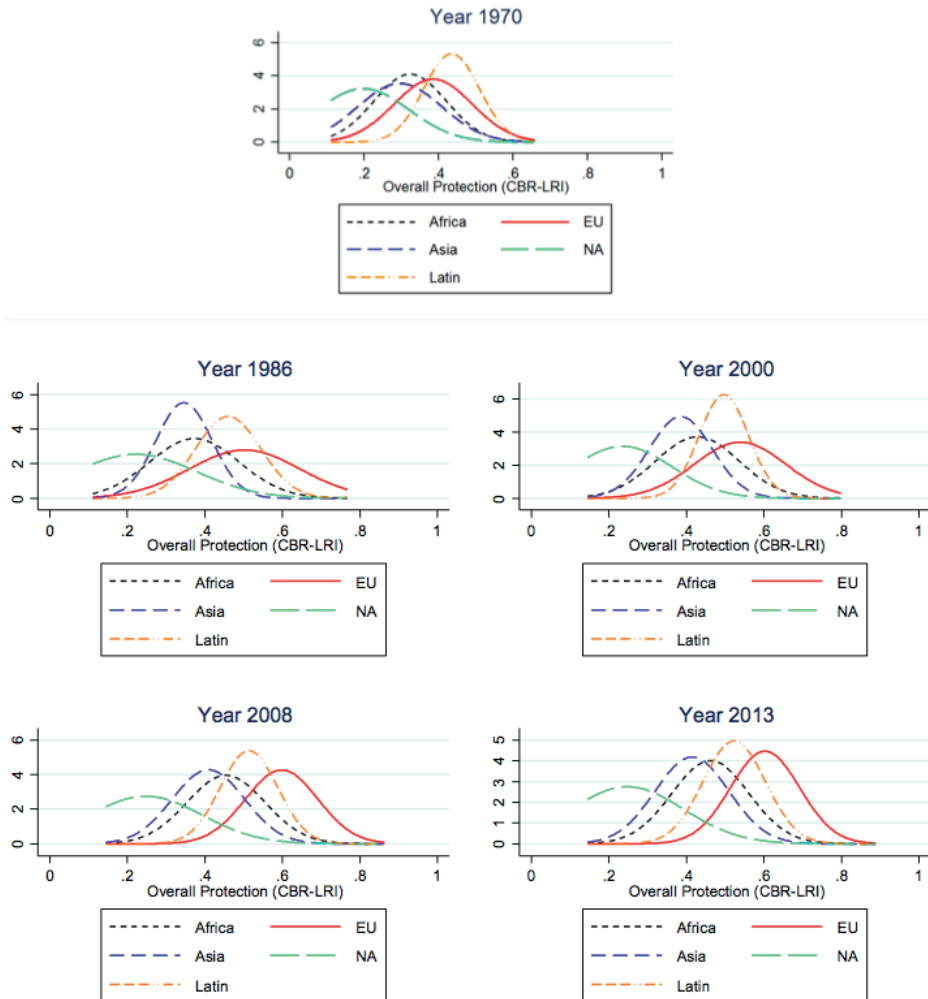 Year 1970
6
4
2
0
0 .2 .4 .6 .8 1
Overall Protection (CBR-LRI)
Africa EU
Asia NA
Latin
Year 1986
6
4
2
0
0 .2 .4 .6 .8 1
Overall Protection (CBR-LRI)
Africa EU
Asia NA
Latin
Year 2000
6
4
2
0
0 .2 .4 .6 .8 1
Overall Protection (CBR-LRI)
Africa EU
Asia NA
Latin
Year 2008
6
4
2
0
0 .2 .4 .6 .8 1
Overall Protection (CBR-LRI)
Africa EU
Asia NA
Latin
Year 2013
5
4
3
2
1
0
0 .2 .4 .6 .8 1
Overall Protection (CBR-LRI)
Africa EU
Asia NA
Latin